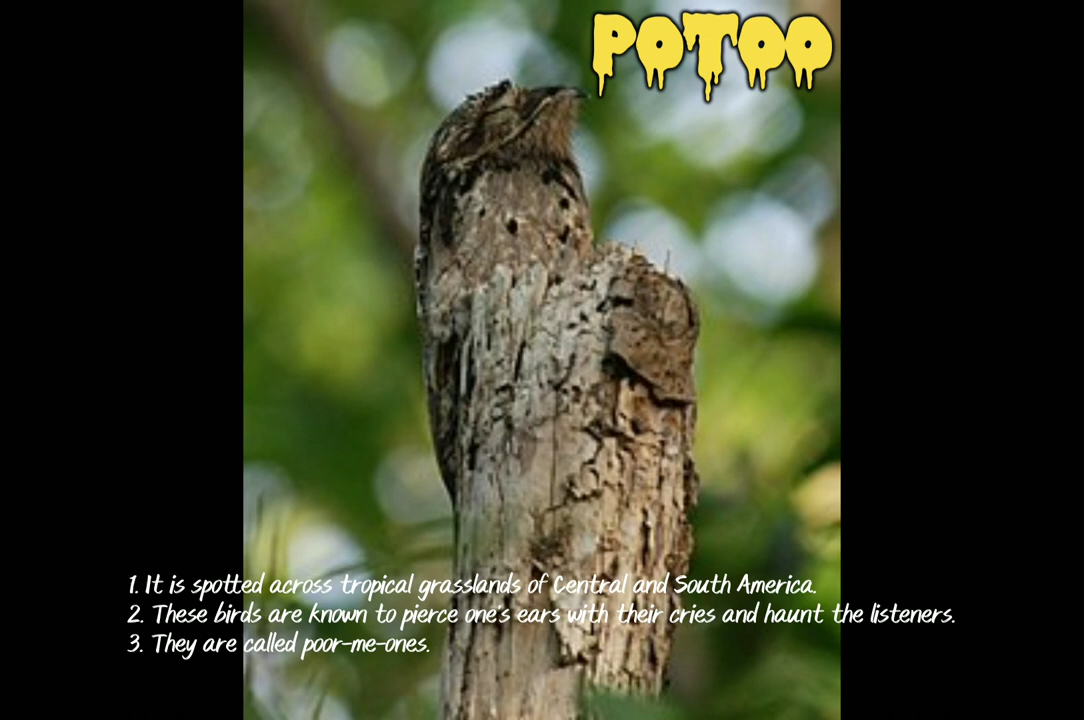 POTOO
1. It is spotted across tropical grasslands of Central and South America.
2. These birds are known to pierce one's ears with their cries and haunt the listeners.
3. They are called poor-me-ones.